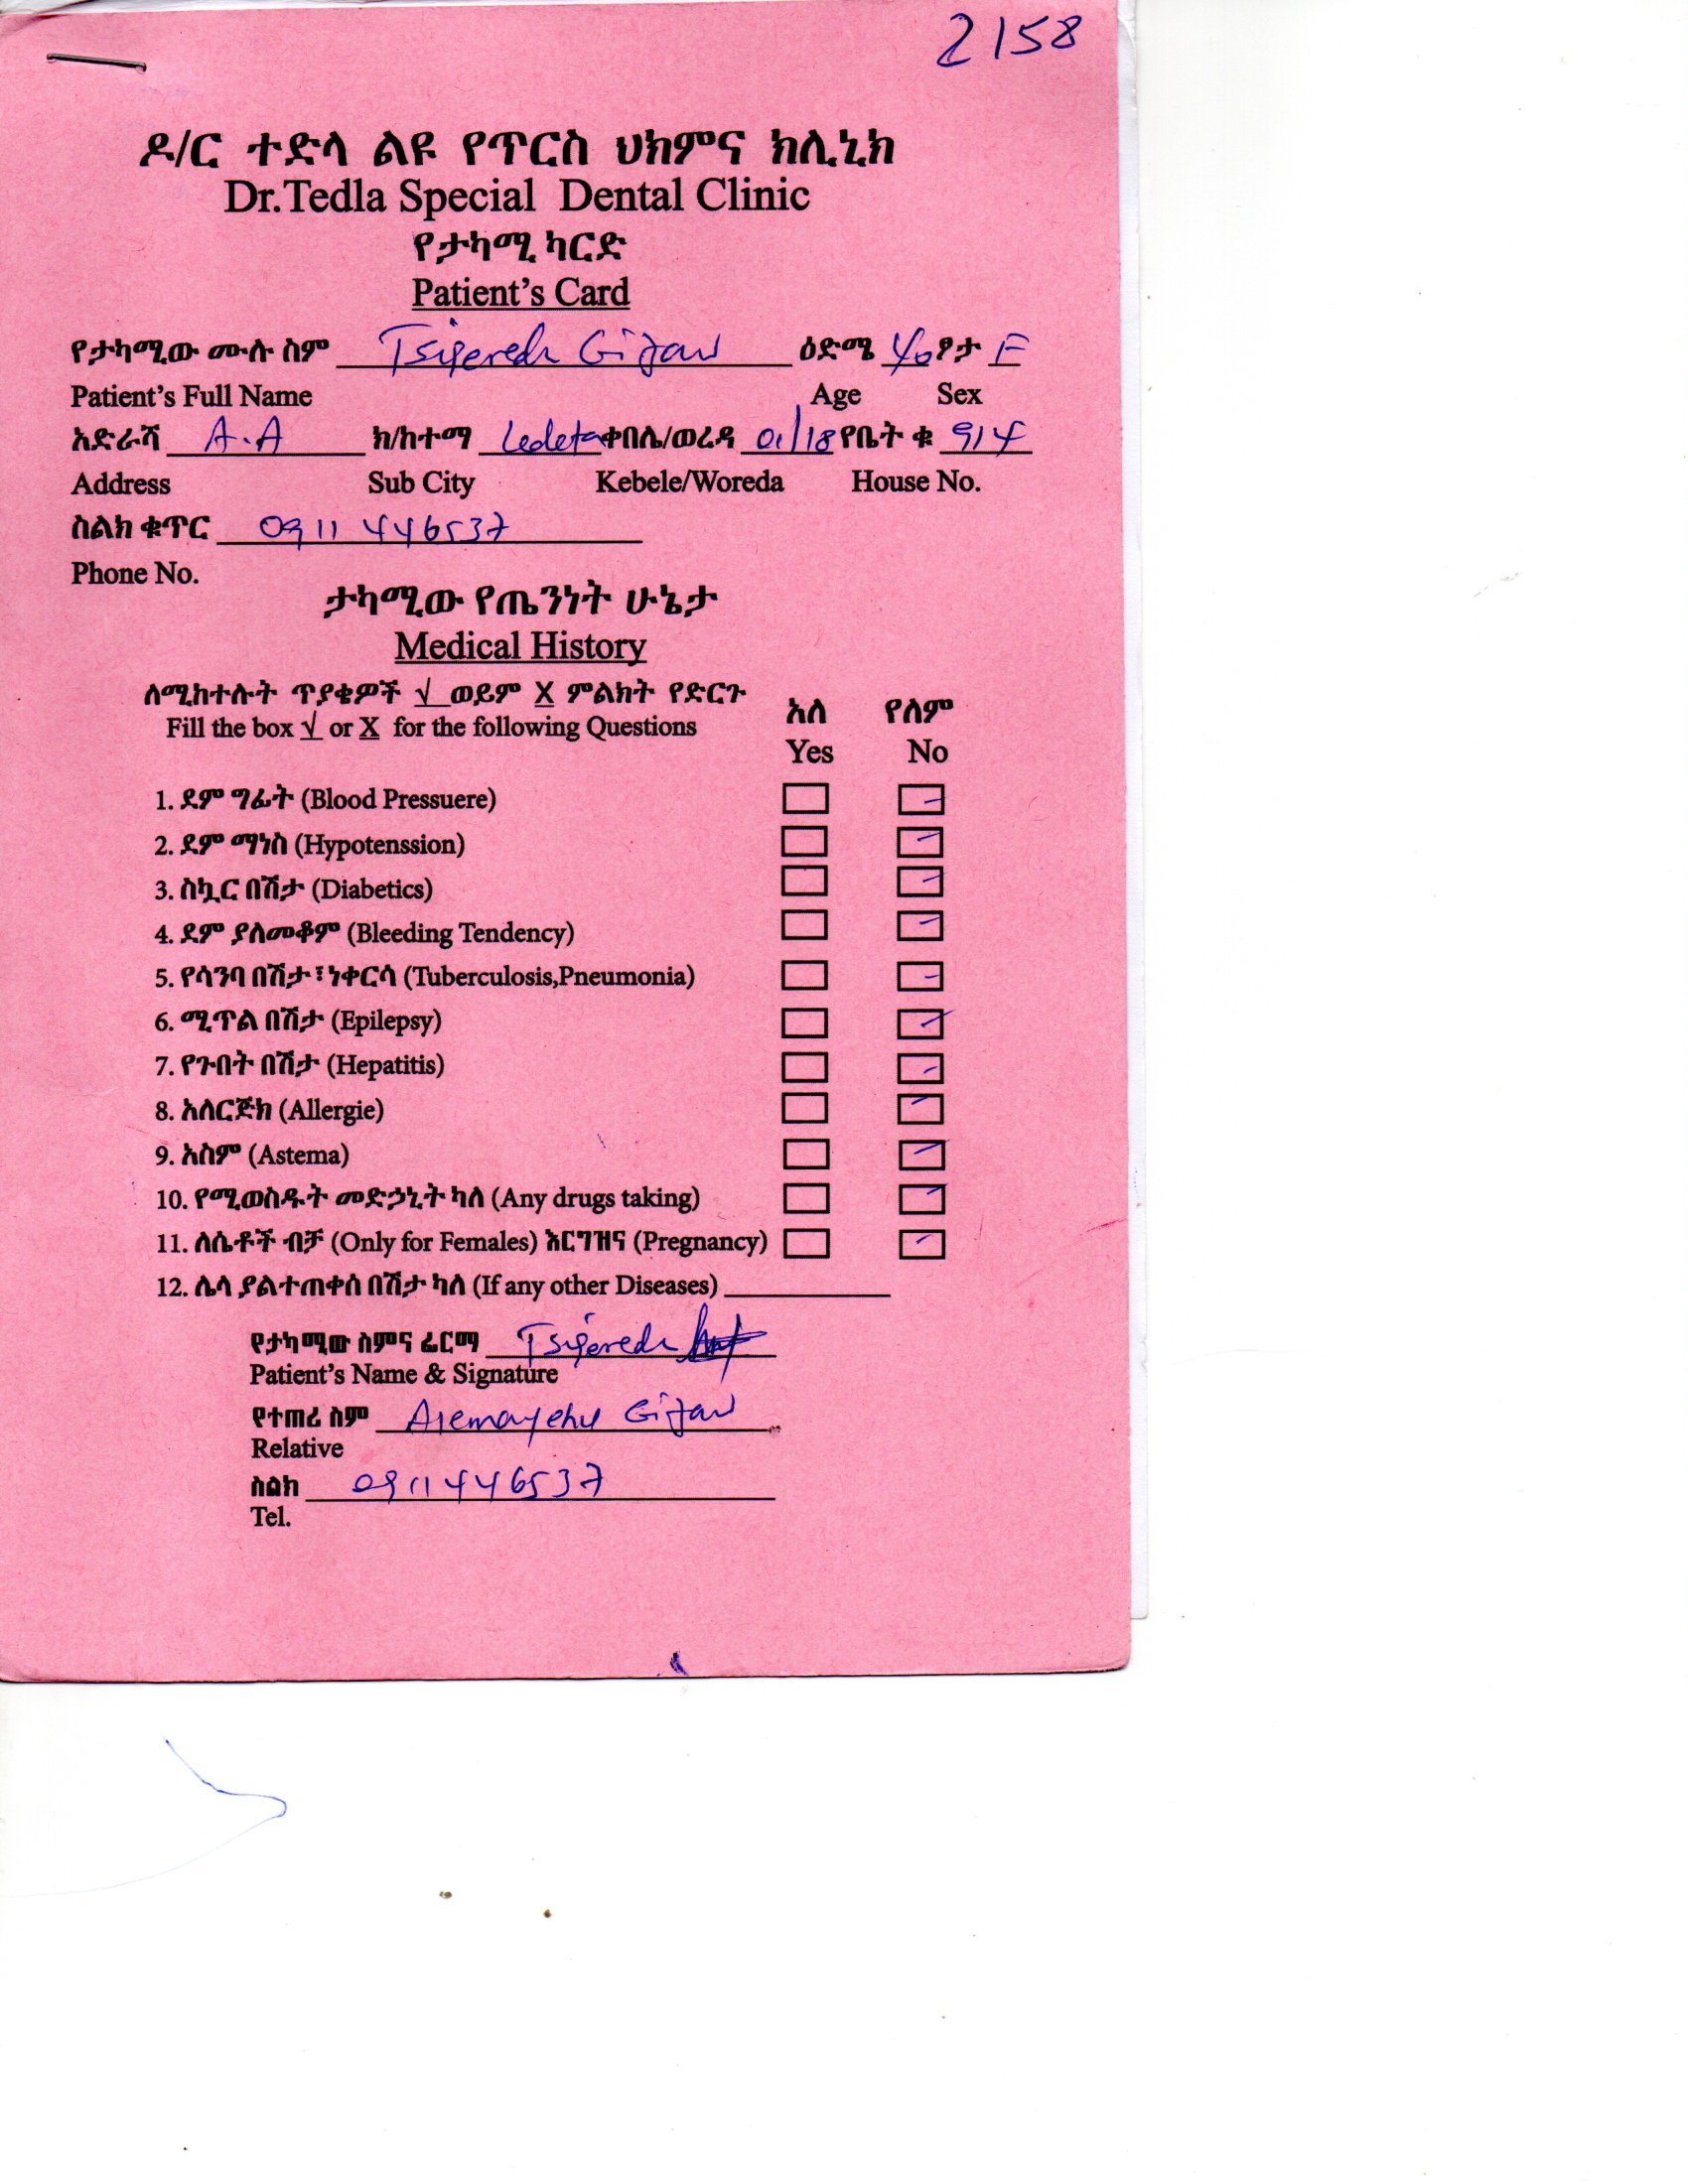 2158
ዶ/ር ተድላ ልዩ የጥርስ ህክምና ክሊኒክ
Dr.Tedla Special Dental Clinic
የታካሚ ካርድ
Patient's Card
የታካሚው ሙሉ ስም Tsigereda Gizaw ዕድሜ 40 ፆታ F
Patient's Full Name Age Sex
አድራሻ A.A ክ/ከተማ Ledeta ቀበሌ/ወረዳ 01/18 የቤት ቁ 914
Address Sub City Kebele/Woreda House No.
ስልክ ቁጥር 0911 446537
Phone No.
ታካሚው የጤንነት ሁኔታ
Medical History
ለሚከተሉት ጥያቄዎች √ ወይም X ምልክት የድርጉ
Fill the box √ or X for the following Questions
አለ የለም
Yes No
1. ደም ግፊት (Blood Pressuere)
2. ደም ማነስ (Hypotenssion)
3. ስኳር በሽታ (Diabetics)
4. ደም ያለመቆም (Bleeding Tendency)
5. የሳንባ በሽታ፣ነቀርሳ (Tuberculosis,Pneumonia)
6. ሚጥል በሽታ (Epilepsy)
7. የጉበት በሽታ (Hepatitis)
8. አለርጅክ (Allergie)
9. አስም (Astema)
10. የሚወስዱት መድኃኒት ካለ (Any drugs taking)
11. ለሴቶች ብቻ (Only for Females) እርግዝና (Pregnancy)
12. ሌላ ያልተጠቀሰ በሽታ ካለ (If any other Diseases)
የታካሚው ስምና ፊርማ Tsigereda
Patient's Name & Signature
የተጠሪ ስም Alemayehu Gizaw
Relative
ስልክ 0911446537
Tel.